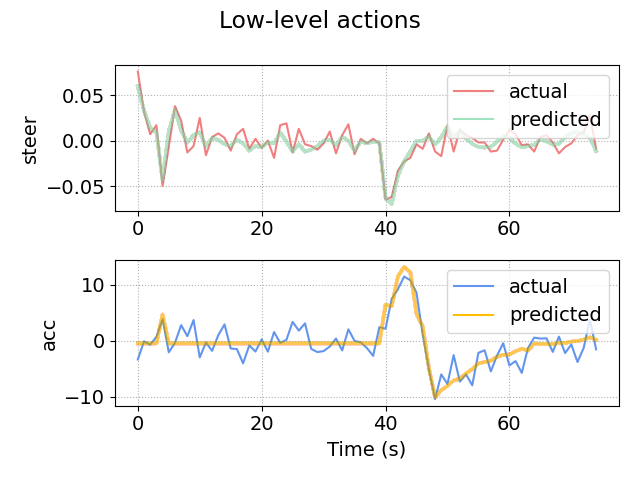 Low-level actions
steer
0.05
0.00
−0.05
0 20 40 60
actual
predicted
acc
10
0
−10
0 20 40 60
actual
predicted
Time (s)